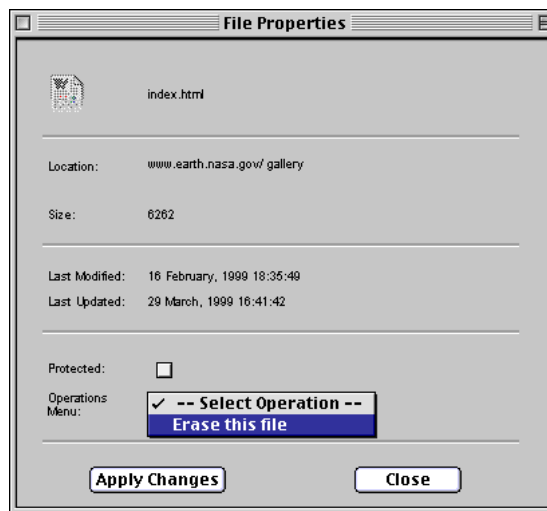 File Properties
index.html
Location: www.earth.nasa.gov/ gallery
Size: 6262
Last Modified: 16 February, 1999 18:35:49
Last Updated: 29 March, 1999 16:41:42
Protected:
Operations
Menu:
✓ -- Select Operation --
Erase this file
Apply Changes Close